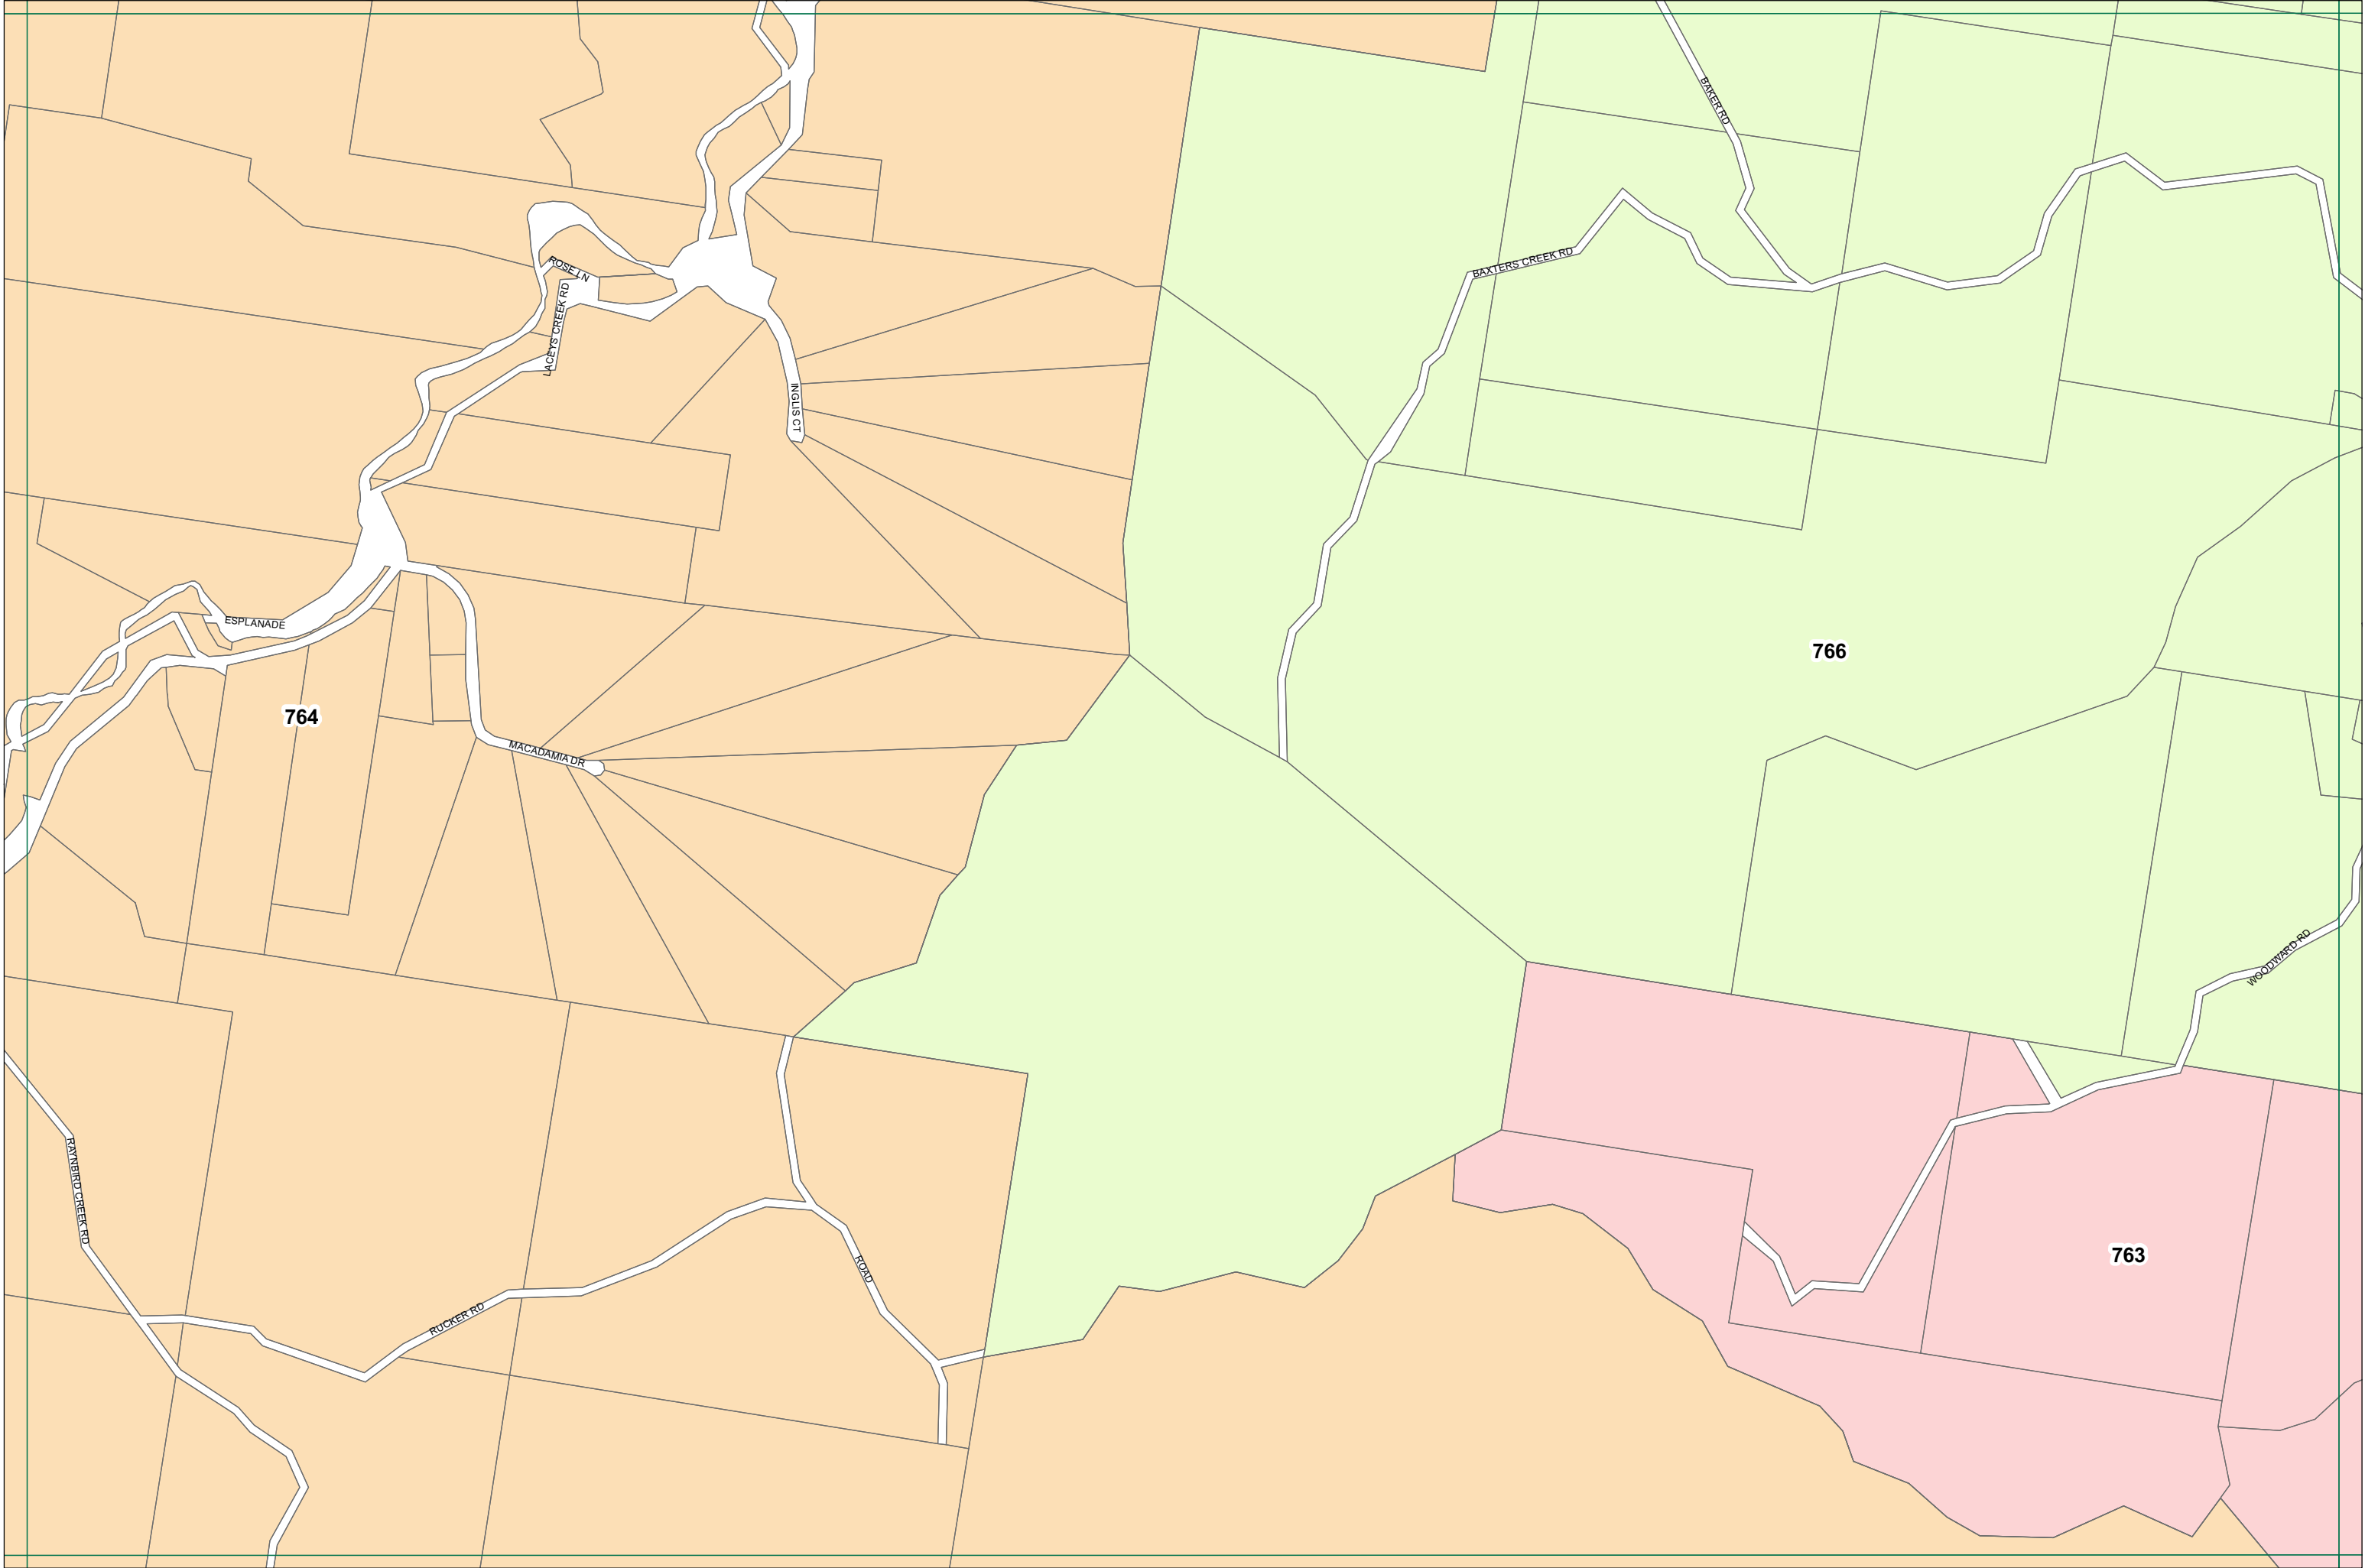 BAKER RD
BAXTERS CREEK RD
ROSE LN
LACEYS CREEK RD
INGLIS CT
ESPLANADE
766
764
MACADAMIA DR
WOODWARD RD
RAYNBIRD CREEK RD
763
ROAD
RUCKER RD